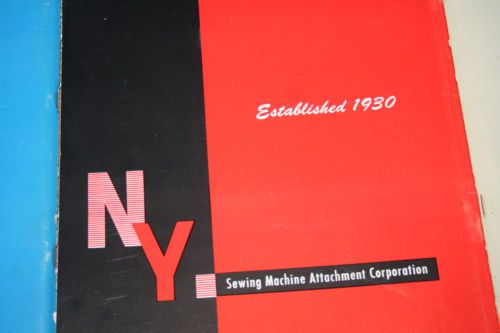 Established 1930
NY.
Sewing Machine Attachment Corporation